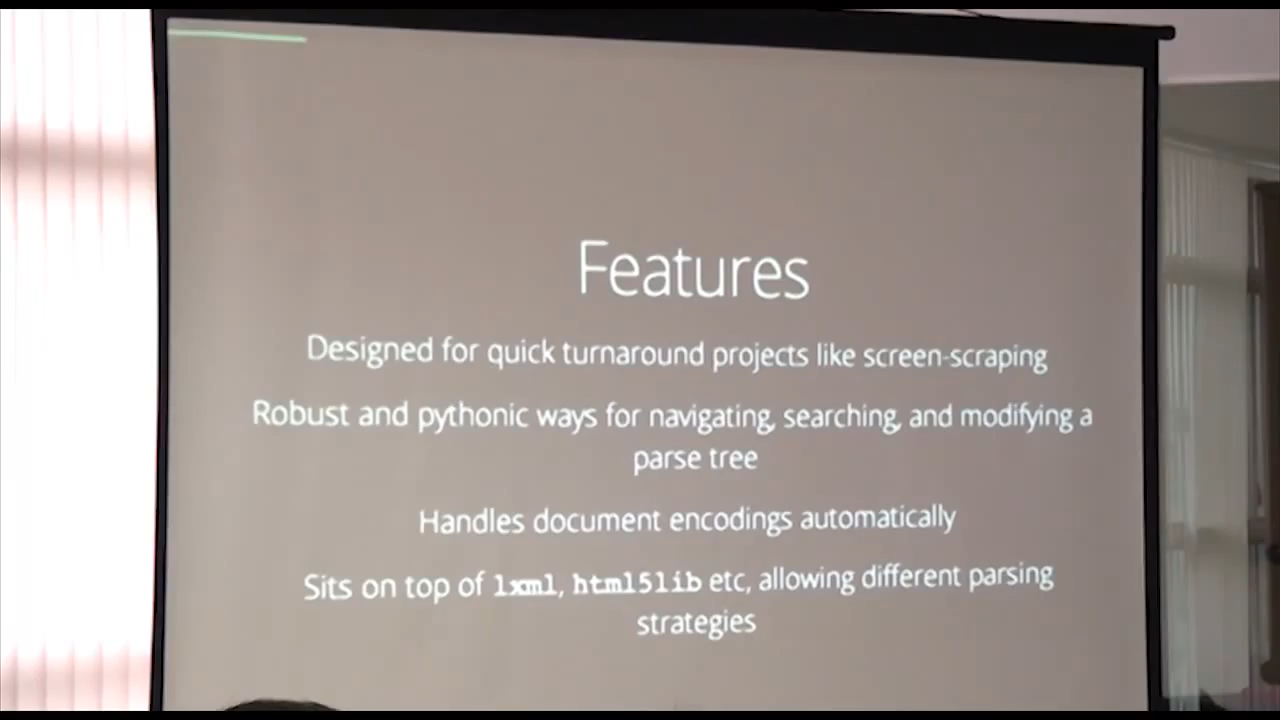 Features
Designed for quick turnaround projects like screen-scraping
Robust and pythonic ways for navigating, searching, and modifying a
parse tree
Handles document encodings automatically
Sits on top of lxml, html5lib etc, allowing different parsing
strategies